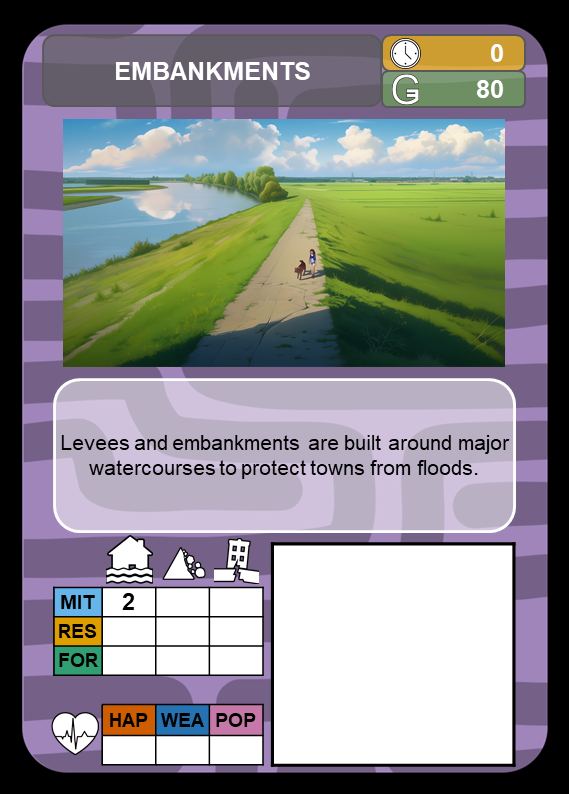 EMBANKMENTS
0
G 80
Levees and embankments are built around major
watercourses to protect towns from floods.
MIT 2
RES
FOR
HAP WEA POP